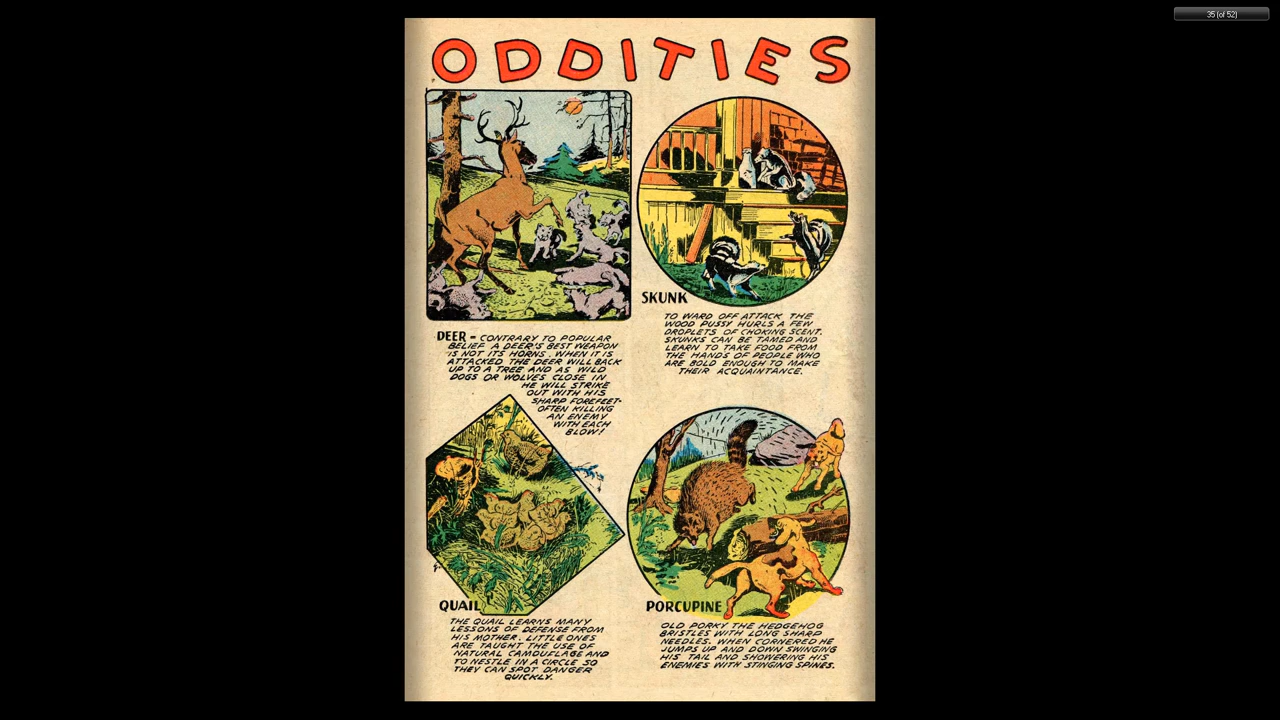 35 (of 52)
ODDITIES
DEER - CONTRARY TO POPULAR
BELIEF A DEER'S BEST WEAPON
IS NOT ITS HORNS. WHEN IT IS
ATTACKED THE DEER WILL BACK
UP TO A TREE AND AS WILD
DOGS OR WOLVES CLOSE IN
HE WILL STRIKE
OUT WITH HIS
SHARP FOREFEET-
OFTEN KILLING
AN ENEMY
WITH EACH
BLOW!
SKUNK
TO WARD OFF ATTACK THE
WOOD PUSSY HURLS A FEW
DROPLETS OF CHOKING SCENT.
SKUNKS CAN BE TAMED AND
LEARN TO TAKE FOOD FROM
THE HANDS OF PEOPLE WHO
ARE BOLD ENOUGH TO MAKE
THEIR ACQUAINTANCE.
QUAIL
THE QUAIL LEARNS MANY
LESSONS OF DEFENSE FROM
HIS MOTHER. LITTLE ONES
ARE TAUGHT THE USE OF
NATURAL CAMOUFLAGE AND
TO NESTLE IN A CIRCLE SO
THEY CAN SPOT DANGER
QUICKLY.
PORCUPINE
OLD PORKY THE HEDGEHOG
BRISTLES WITH LONG SHARP
NEEDLES. WHEN CORNERED HE
JUMPS UP AND DOWN SWINGING
HIS TAIL AND SHOWERING HIS
ENEMIES WITH STINGING SPINES.